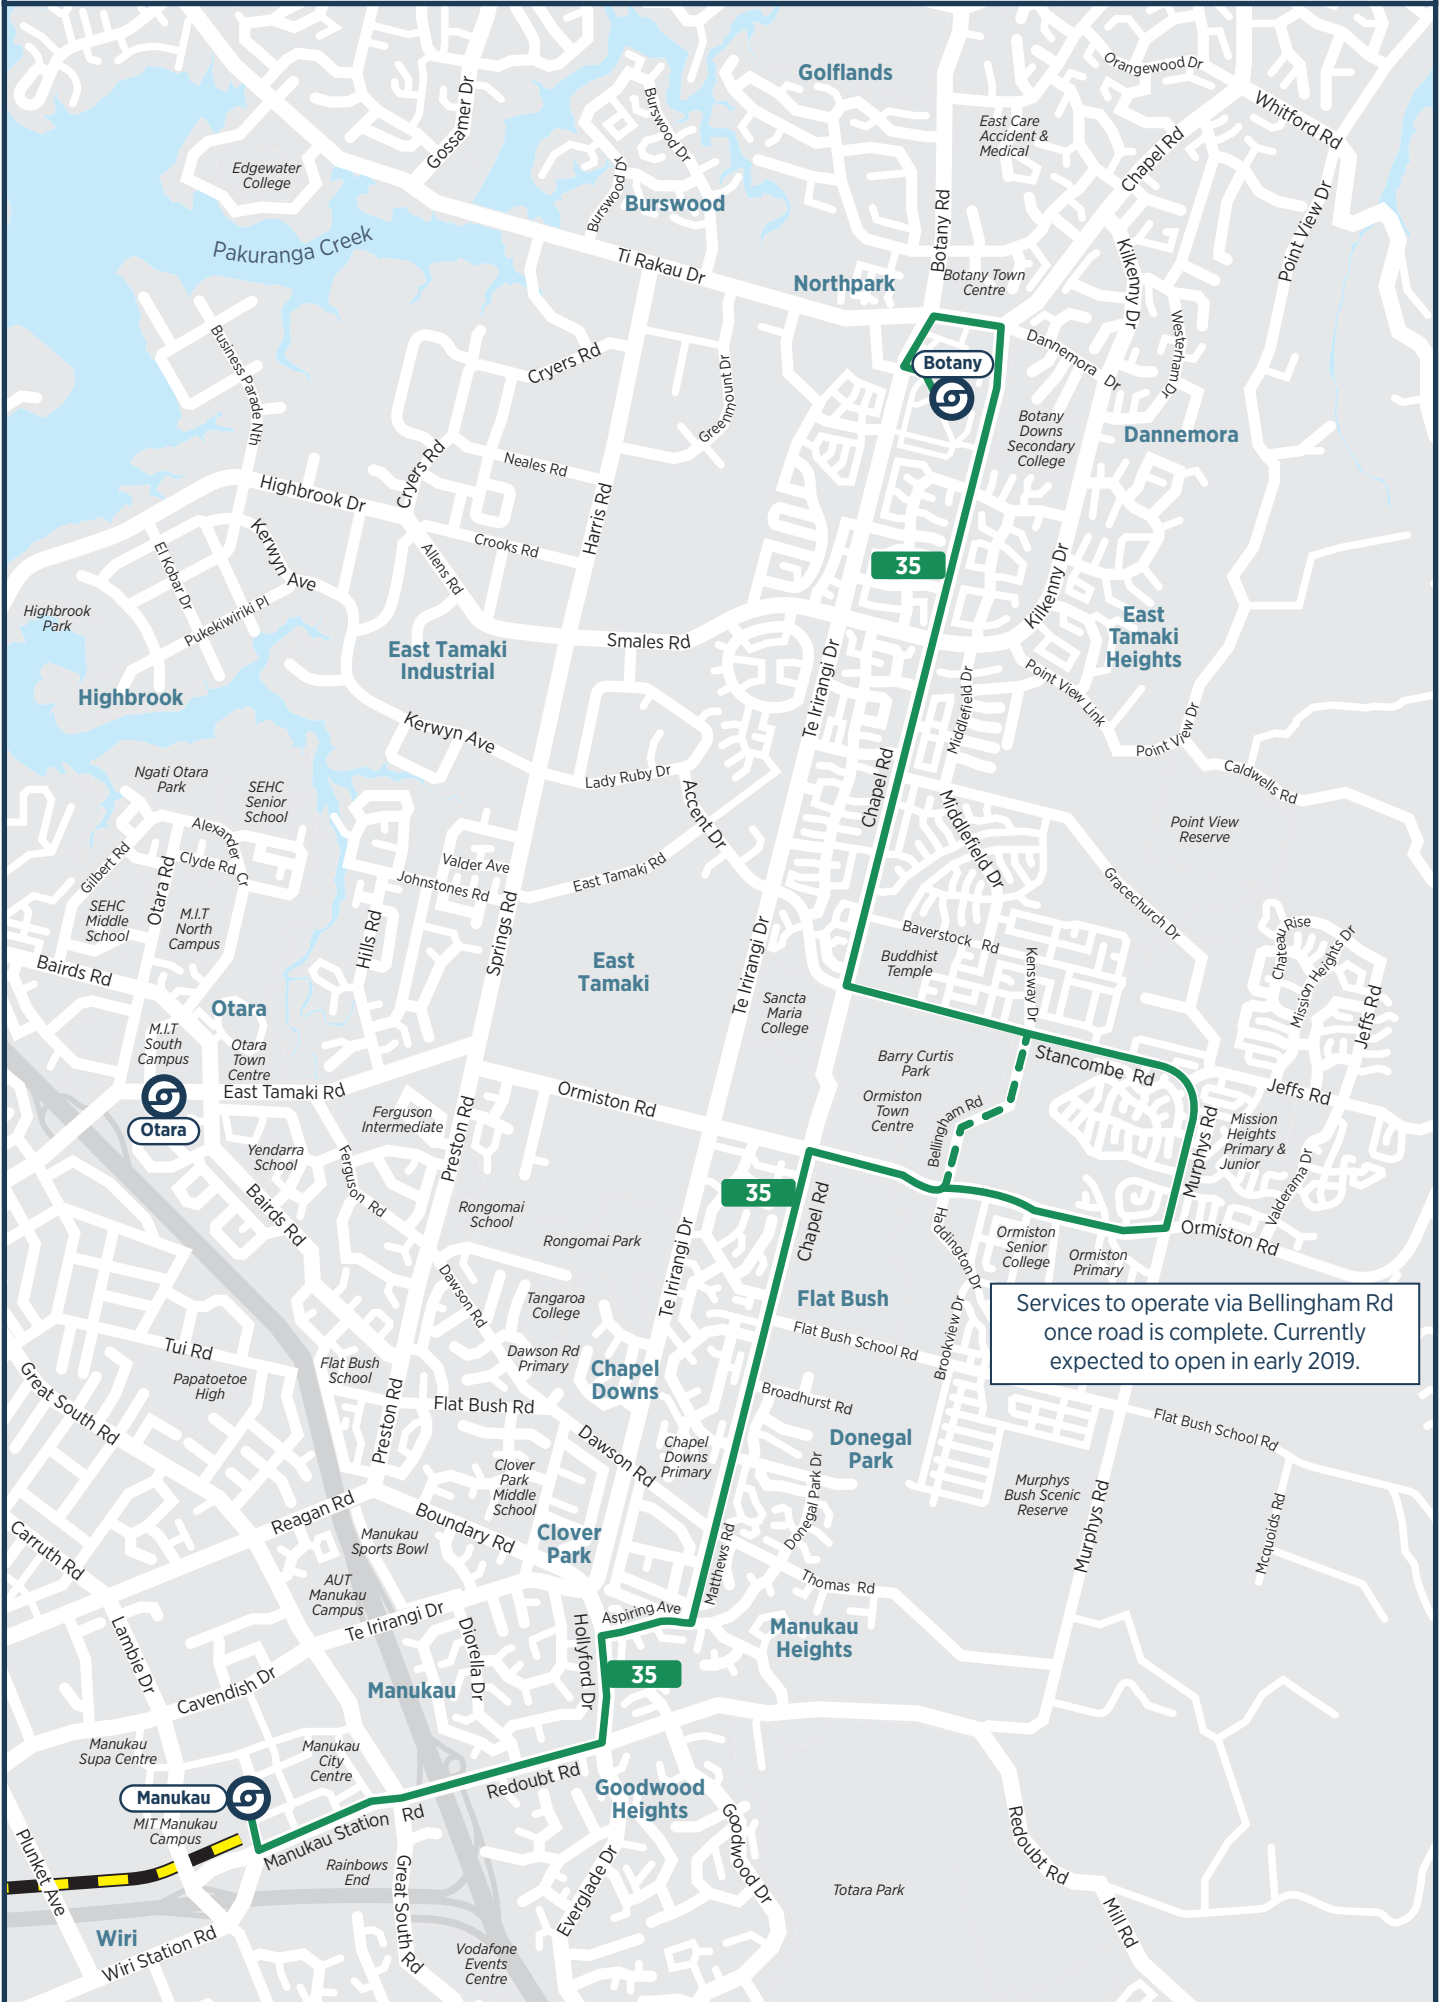 Orangewood Dr
Golflands
Whitford Rd
Gossamer Dr
Burswood Dr
East Care
Accident &
Medical
Chapel Rd
Edgewater
College
Burswood Dr
Burswood
Botany Rd
Point View Dr
Pakuranga Creek
Ti Rakau Dr
Kilkenny Dr
Northpark
Botany Town
Centre
Business Parade Nth
Westerham Dr
Dannemora Dr
Cryers Rd
Greenmount Dr
Botany
Botany
Downs
Secondary
College
Dannemora
Neales Rd
Cryers Rd
Highbrook Dr
Harris Rd
Kerwyn Ave
Crooks Rd
Allens Rd
El Kobar Dr
35
Kilkenny Dr
Highbrook
Park
Pukekiwiriki Pl
East
Tamaki
Heights
East Tamaki
Industrial
Smales Rd
Te Irirangi Dr
Point View Link
Highbrook
Middlefield Dr
Kerwyn Ave
Point View Dr
Ngati Otara
Park
SEHC
Senior
School
Lady Ruby Dr
Chapel Rd
Caldwells Rd
Accent Dr
Middlefield Dr
Point View
Reserve
Alexander Cr
Gilbert Rd
Clyde Rd
Otara Rd
Valder Ave
Johnstones Rd
East Tamaki Rd
Gracechurch Dr
SEHC
Middle
School
M.I.T
North
Campus
Hills Rd
Springs Rd
Te Irirangi Dr
Baverstock Rd
Chateau Rise
Mission Heights Dr
Bairds Rd
East
Tamaki
Buddhist
Temple
Kensway Dr
Otara
Sancta
Maria
College
Jeffs Rd
M.I.T
South
Campus
Otara
Town
Centre
Barry Curtis
Park
Stancombe Rd
East Tamaki Rd
Ormiston Rd
Ormiston
Town
Centre
Jeffs Rd
Otara
Ferguson
Intermediate
Preston Rd
Bellingham Rd
Murphys Rd
Mission
Heights
Primary &
Junior
Yendarra
School
Ferguson Rd
35
Valderama Dr
Bairds Rd
Rongomai
School
Chapel Rd
Haddington Dr
Ormiston Rd
Rongomai Park
Te Irirangi Dr
Ormiston
Senior
College
Ormiston
Primary
Dawson Rd
Tangaroa
College
Flat Bush
Services to operate via Bellingham Rd
once road is complete. Currently
expected to open in early 2019.
Tui Rd
Flat Bush School Rd
Brookview Dr
Great South Rd
Papatoetoe
High
Flat Bush
School
Dawson Rd
Primary
Chapel
Downs
Preston Rd
Flat Bush Rd
Broadhurst Rd
Flat Bush School Rd
Dawson Rd
Chapel
Downs
Primary
Donegal
Park
Clover
Park
Middle
School
Donegal Park Dr
Murphys
Bush Scenic
Reserve
Murphys Rd
Mcquoids Rd
Reagan Rd
Boundary Rd
Carruth Rd
Manukau
Sports Bowl
Clover
Park
Matthews Rd
AUT
Manukau
Campus
Thomas Rd
Te Irirangi Dr
Aspiring Ave
Manukau
Heights
Lambie Dr
Diorella Dr
Hollyford Dr
Cavendish Dr
Manukau
35
Manukau
Supa Centre
Manukau
City
Centre
Redoubt Rd
Goodwood
Heights
Manukau
MIT Manukau
Campus
Manukau Station Rd
Goodwood Dr
Redoubt Rd
Plunket Ave
Rainbows
End
Great South Rd
Everglade Dr
Totara Park
Mill Rd
Wiri
Wiri Station Rd
Vodafone
Events
Centre